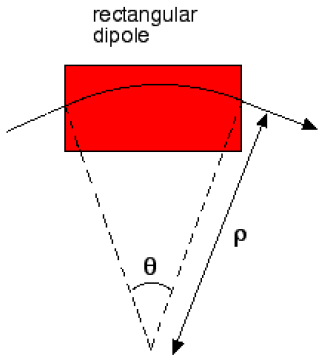 rectangular
dipole
ρ
θ